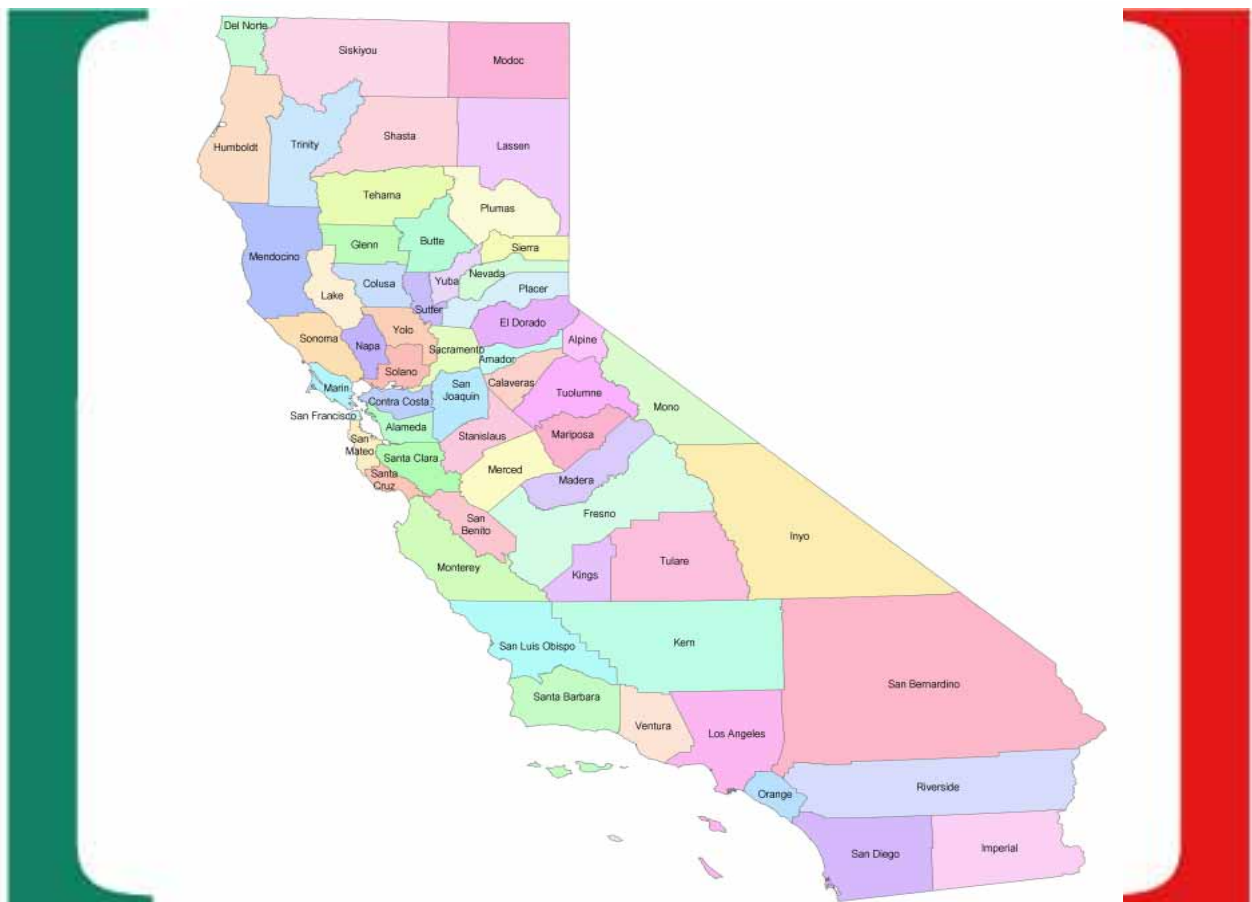 Del Norte
Siskiyou
Modoc
Humboldt
Trinity
Shasta
Lassen
Tehama
Plumas
Mendocino
Glenn
Butte
Sierra
Lake
Colusa
Yuba
Nevada
Sutter
Placer
Sonoma
Napa
Yolo
El Dorado
Solano
Sacramento
Amador
Alpine
Marin
Contra Costa
San
Joaquin
Calaveras
Tuolumne
Mono
San Francisco
Alameda
Stanislaus
Mariposa
San
Mateo
Santa Clara
Merced
Santa
Cruz
Madera
San
Benito
Fresno
Inyo
Monterey
Kings
Tulare
San Luis Obispo
Kern
San Bernardino
Santa Barbara
Ventura
Los Angeles
Orange
Riverside
San Diego
Imperial